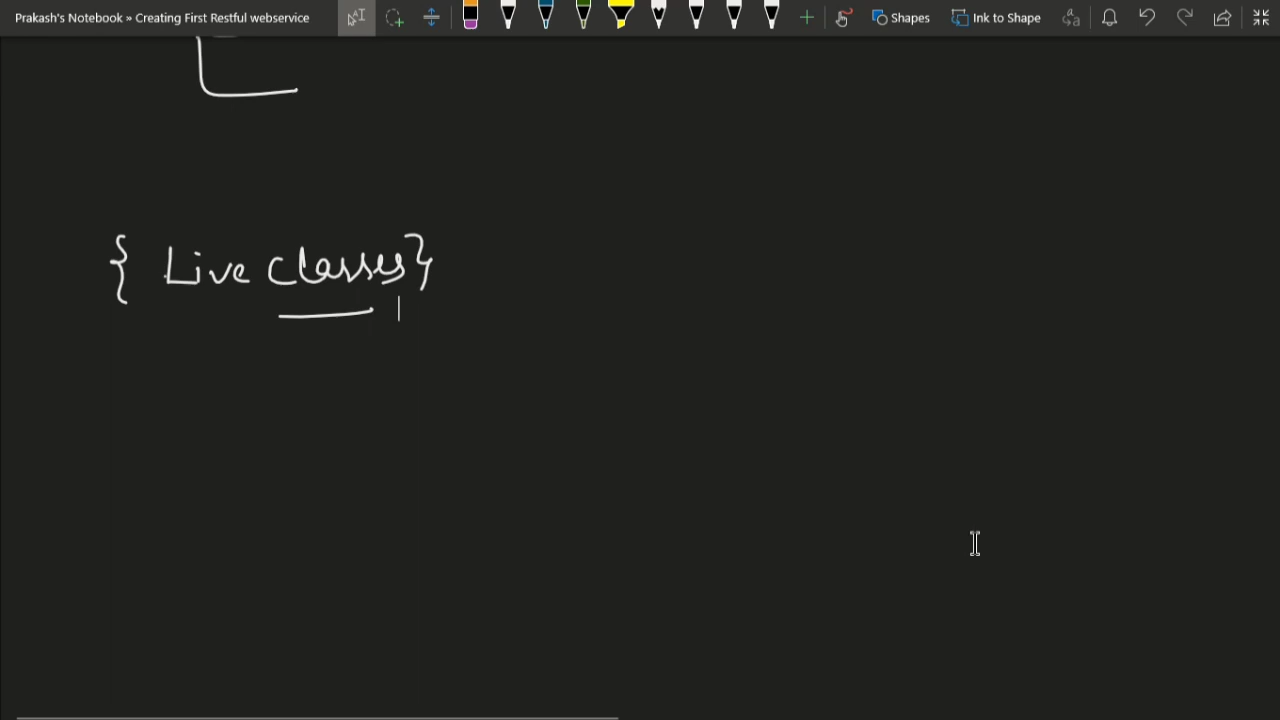 Prakash's Notebook » Creating First Restful webservice
Shapes
Ink to Shape
{ Live classes}